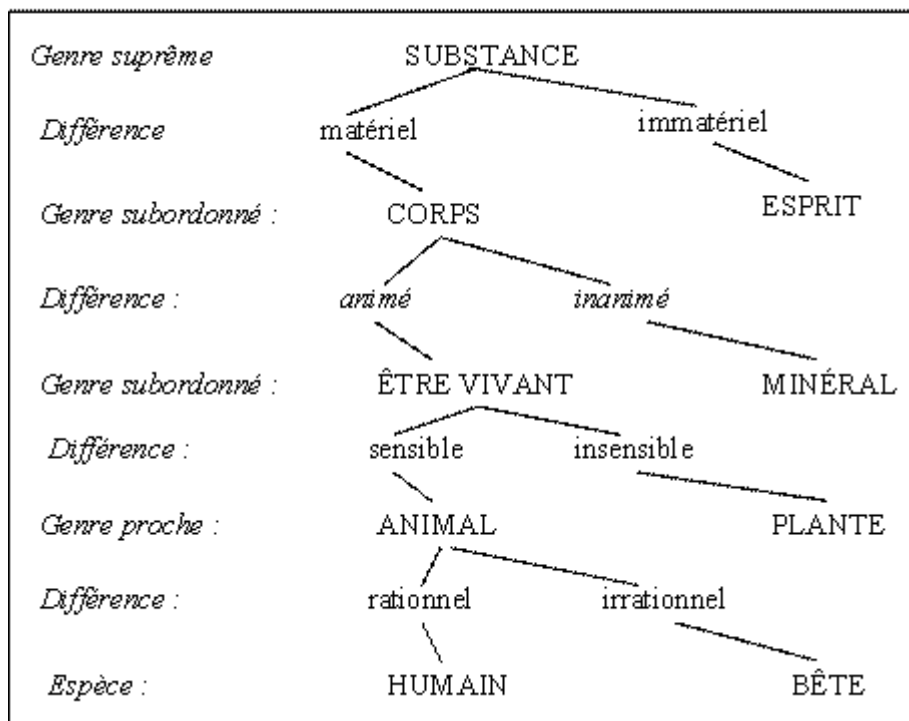 Genre suprême SUBSTANCE
Différence matériel immatériel
Genre subordonné : CORPS ESPRIT
Différence : animé inanimé
Genre subordonné : ÊTRE VIVANT MINÉRAL
Différence : sensible insensible
Genre proche : ANIMAL PLANTE
Différence : rationnel irrationnel
Espèce : HUMAIN BÊTE